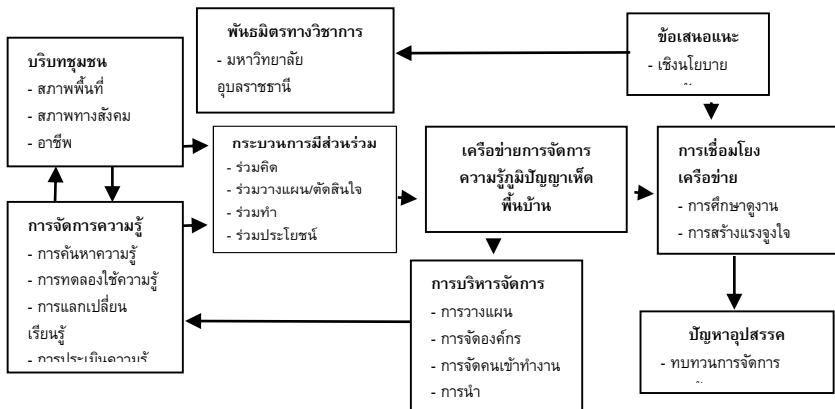 พันธมิตรทางวิชาการ
- มหาวิทยาลัย
อุบลราชธานี
ข้อเสนอแนะ
- เชิงนโยบาย
บริบทชุมชน
- สภาพพื้นที่
- สภาพทางสังคม
- อาชีพ
กระบวนการมีส่วนร่วม
- ร่วมคิด
- ร่วมวางแผน/ตัดสินใจ
- ร่วมทำ
- ร่วมประโยชน์
เครือข่ายการจัดการ
ความรู้ภูมิปัญญาเห็ด
พื้นบ้าน
การเชื่อมโยง
เครือข่าย
- การศึกษาดูงาน
- การสร้างแรงจูงใจ
การจัดการความรู้
- การค้นหาความรู้
- การทดลองใช้ความรู้
- การแลกเปลี่ยน
เรียนรู้
- การประเมินความรู้
การบริหารจัดการ
- การวางแผน
- การจัดองค์กร
- การจัดคนเข้าทำงาน
- การนำ
ปัญหาอุปสรรค
- ทบทวนการจัดการ